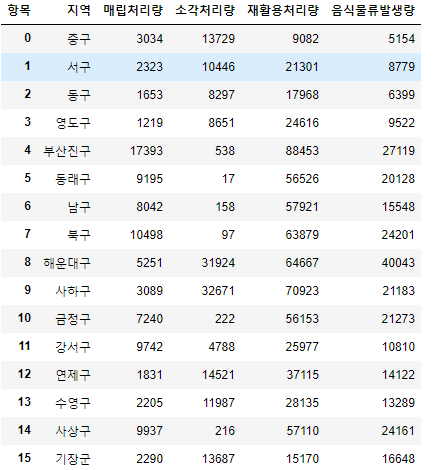 항목 지역 매립처리량 소각처리량 재활용처리량 음식물류발생량
0 중구 3034 13729 9082 5154
1 서구 2323 10446 21301 8779
2 동구 1653 8297 17968 6399
3 영도구 1219 8651 24616 9522
4 부산진구 17393 538 88453 27119
5 동래구 9195 17 56526 20128
6 남구 8042 158 57921 15548
7 북구 10498 97 63879 24201
8 해운대구 5251 31924 64667 40043
9 사하구 3089 32671 70923 21183
10 금정구 7240 222 56153 21273
11 강서구 9742 4788 25977 10810
12 연제구 1831 14521 37115 14122
13 수영구 2205 11987 28135 13289
14 사상구 9937 216 57110 24161
15 기장군 2290 13687 15170 16648